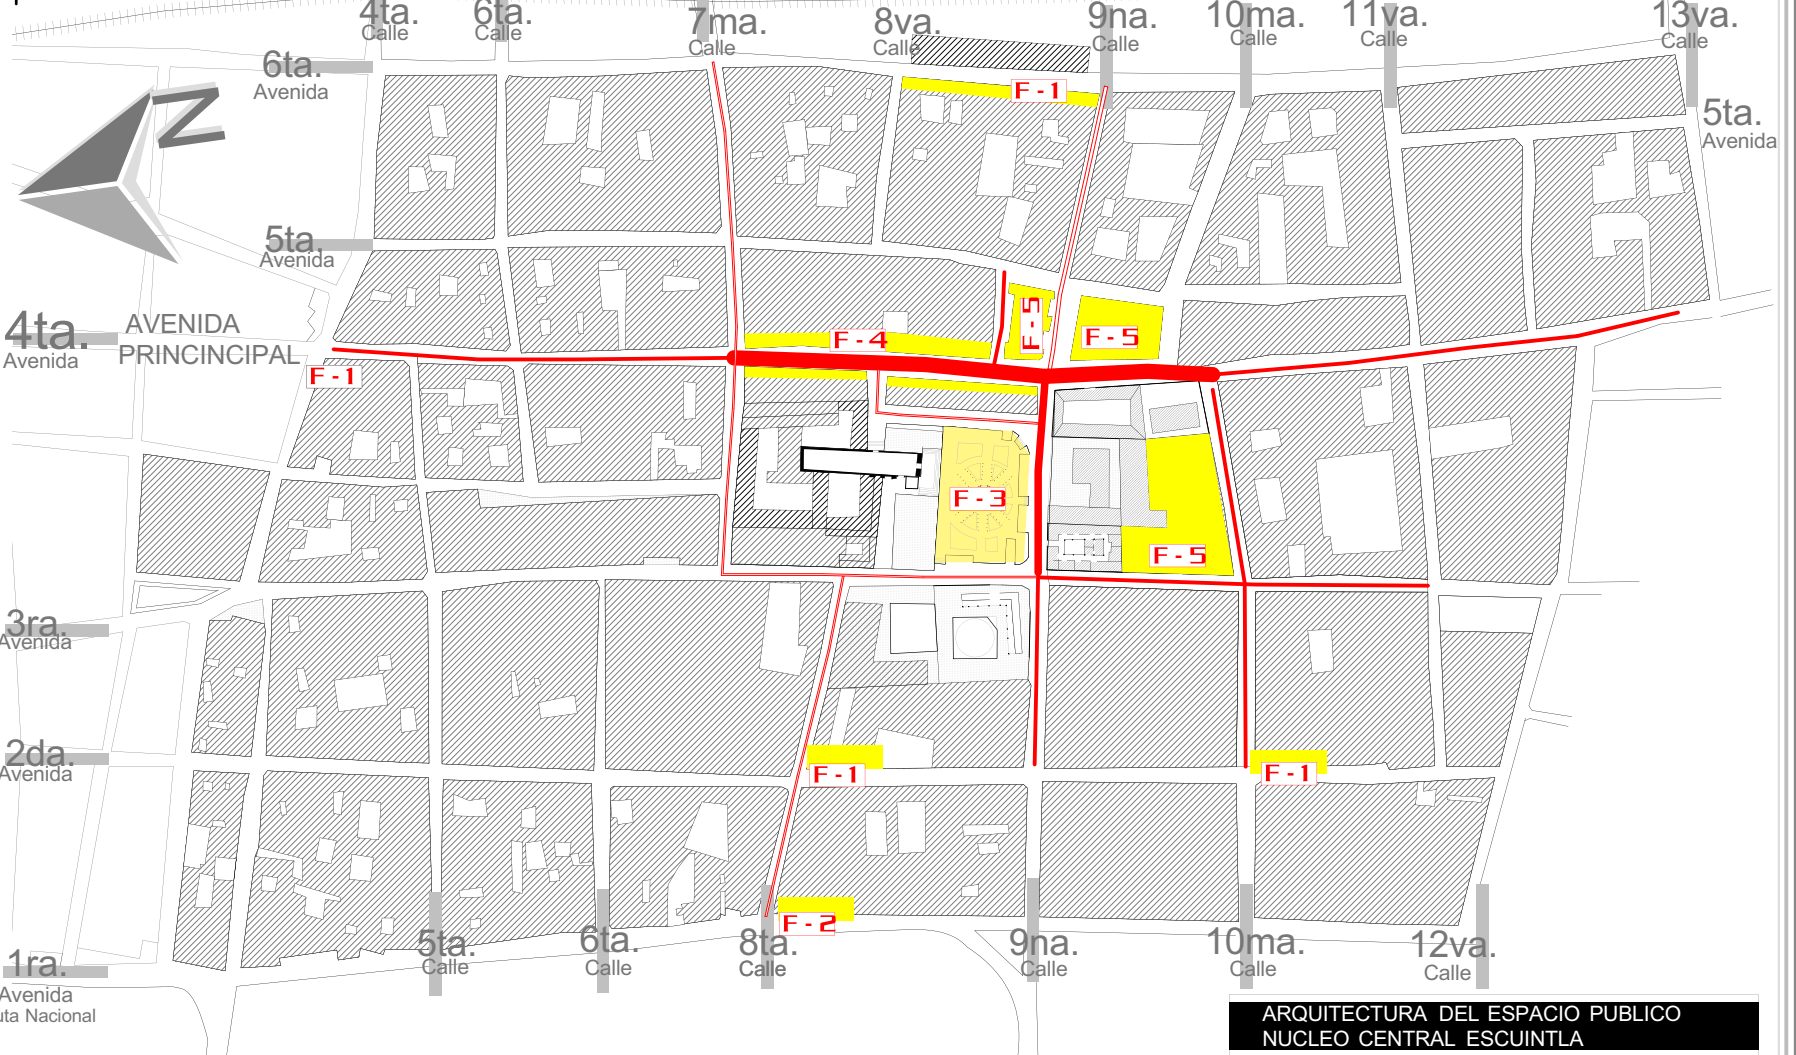 4ta.
Calle
6ta.
Calle
7ma.
Calle
8va.
Calle
9na.
Calle
10ma.
Calle
11va.
Calle
13va.
Calle
6ta.
Avenida
N
F-1
5ta.
Avenida
5ta.
Avenida
4ta.
Avenida
AVENIDA
PRINCINCIPAL
F-1
F-4
F-5
F-5
F-3
F-5
3ra.
Avenida
2da.
Avenida
F-1
F-1
F-2
5ta.
Calle
6ta.
Calle
8ta.
Calle
9na.
Calle
10ma.
Calle
12va.
Calle
1ra.
Avenida
uta Nacional
ARQUITECTURA DEL ESPACIO PUBLICO
NUCLEO CENTRAL ESCUINTLA